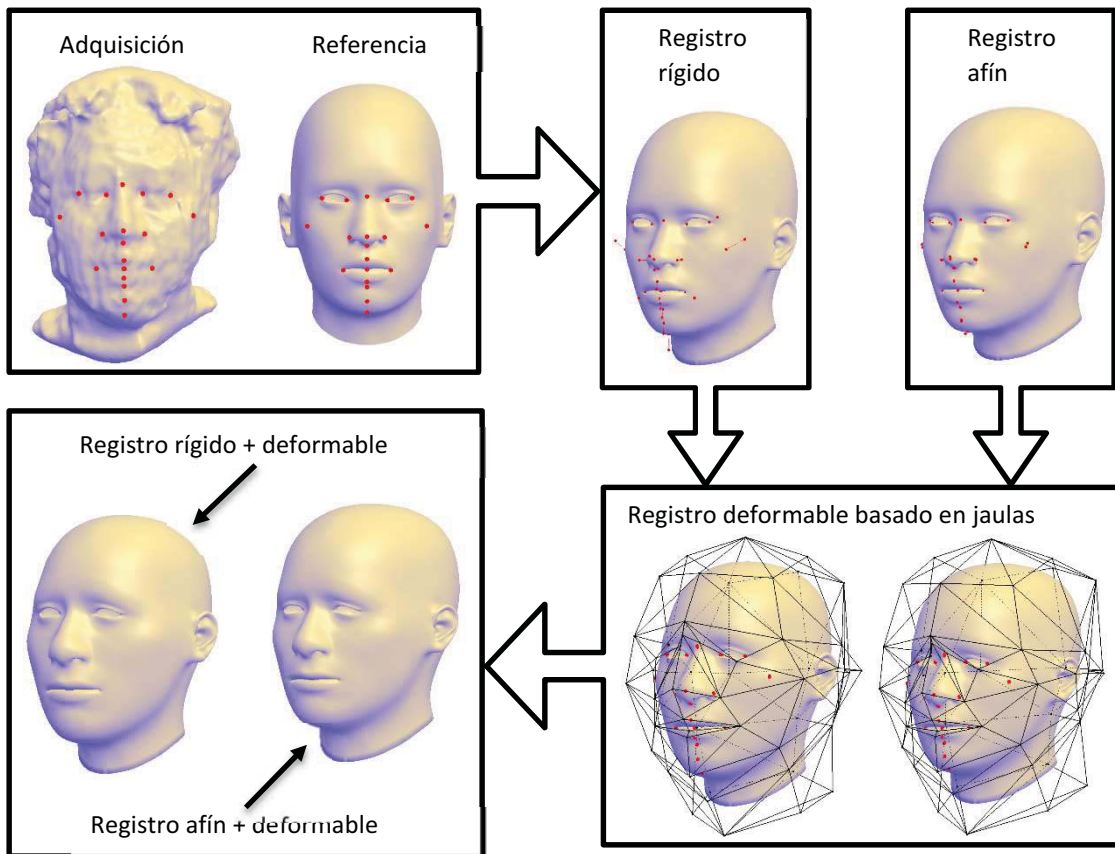 Adquisición
Referencia
Registro
rígido
Registro
afín
Registro rígido + deformable
Registro deformable basado en jaulas
Registro afín + deformable